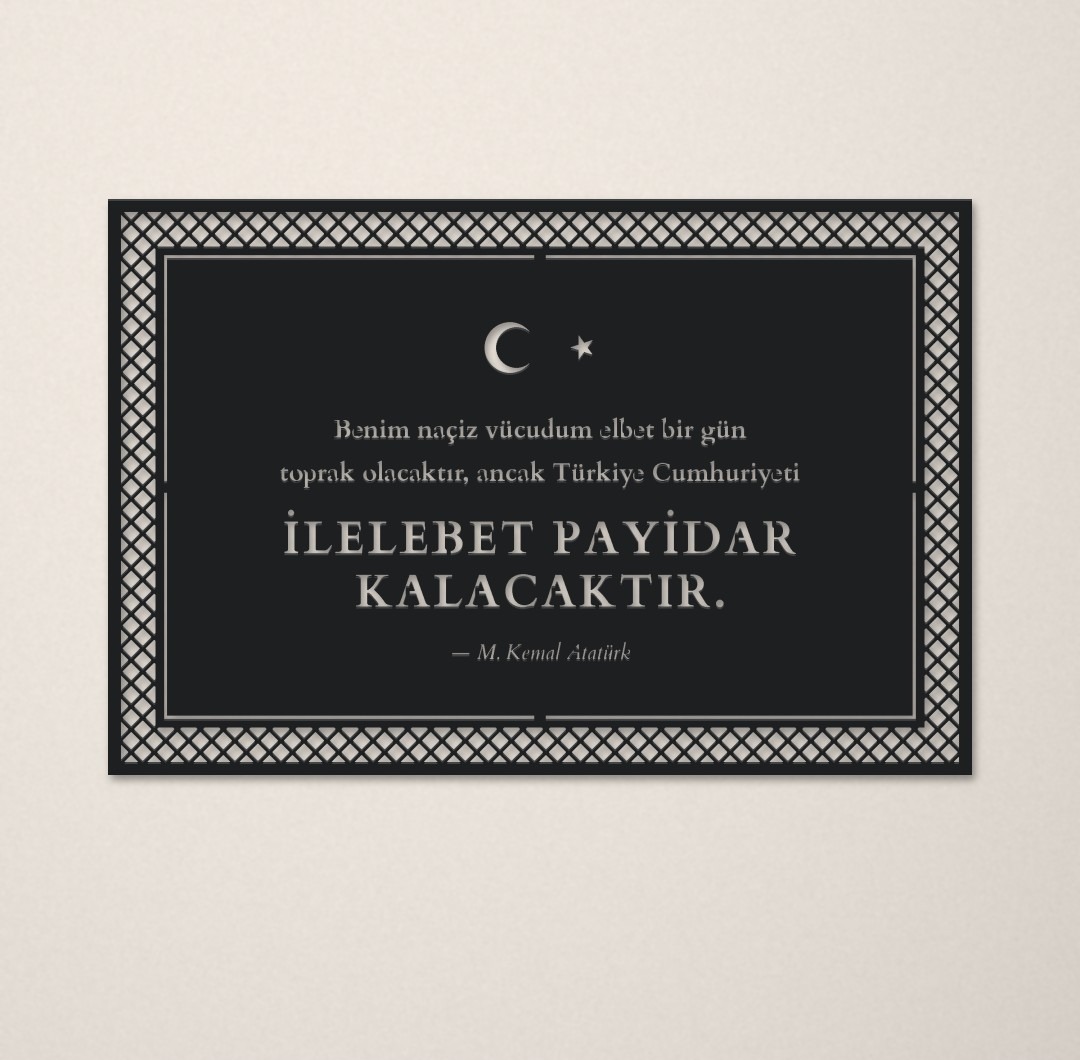 Benim naçiz vücudum elbet bir gün
toprak olacaktır, ancak Türkiye Cumhuriyeti
İLELEBET PAYİDAR
KALACAKTIR.
— M. Kemal Atatürk